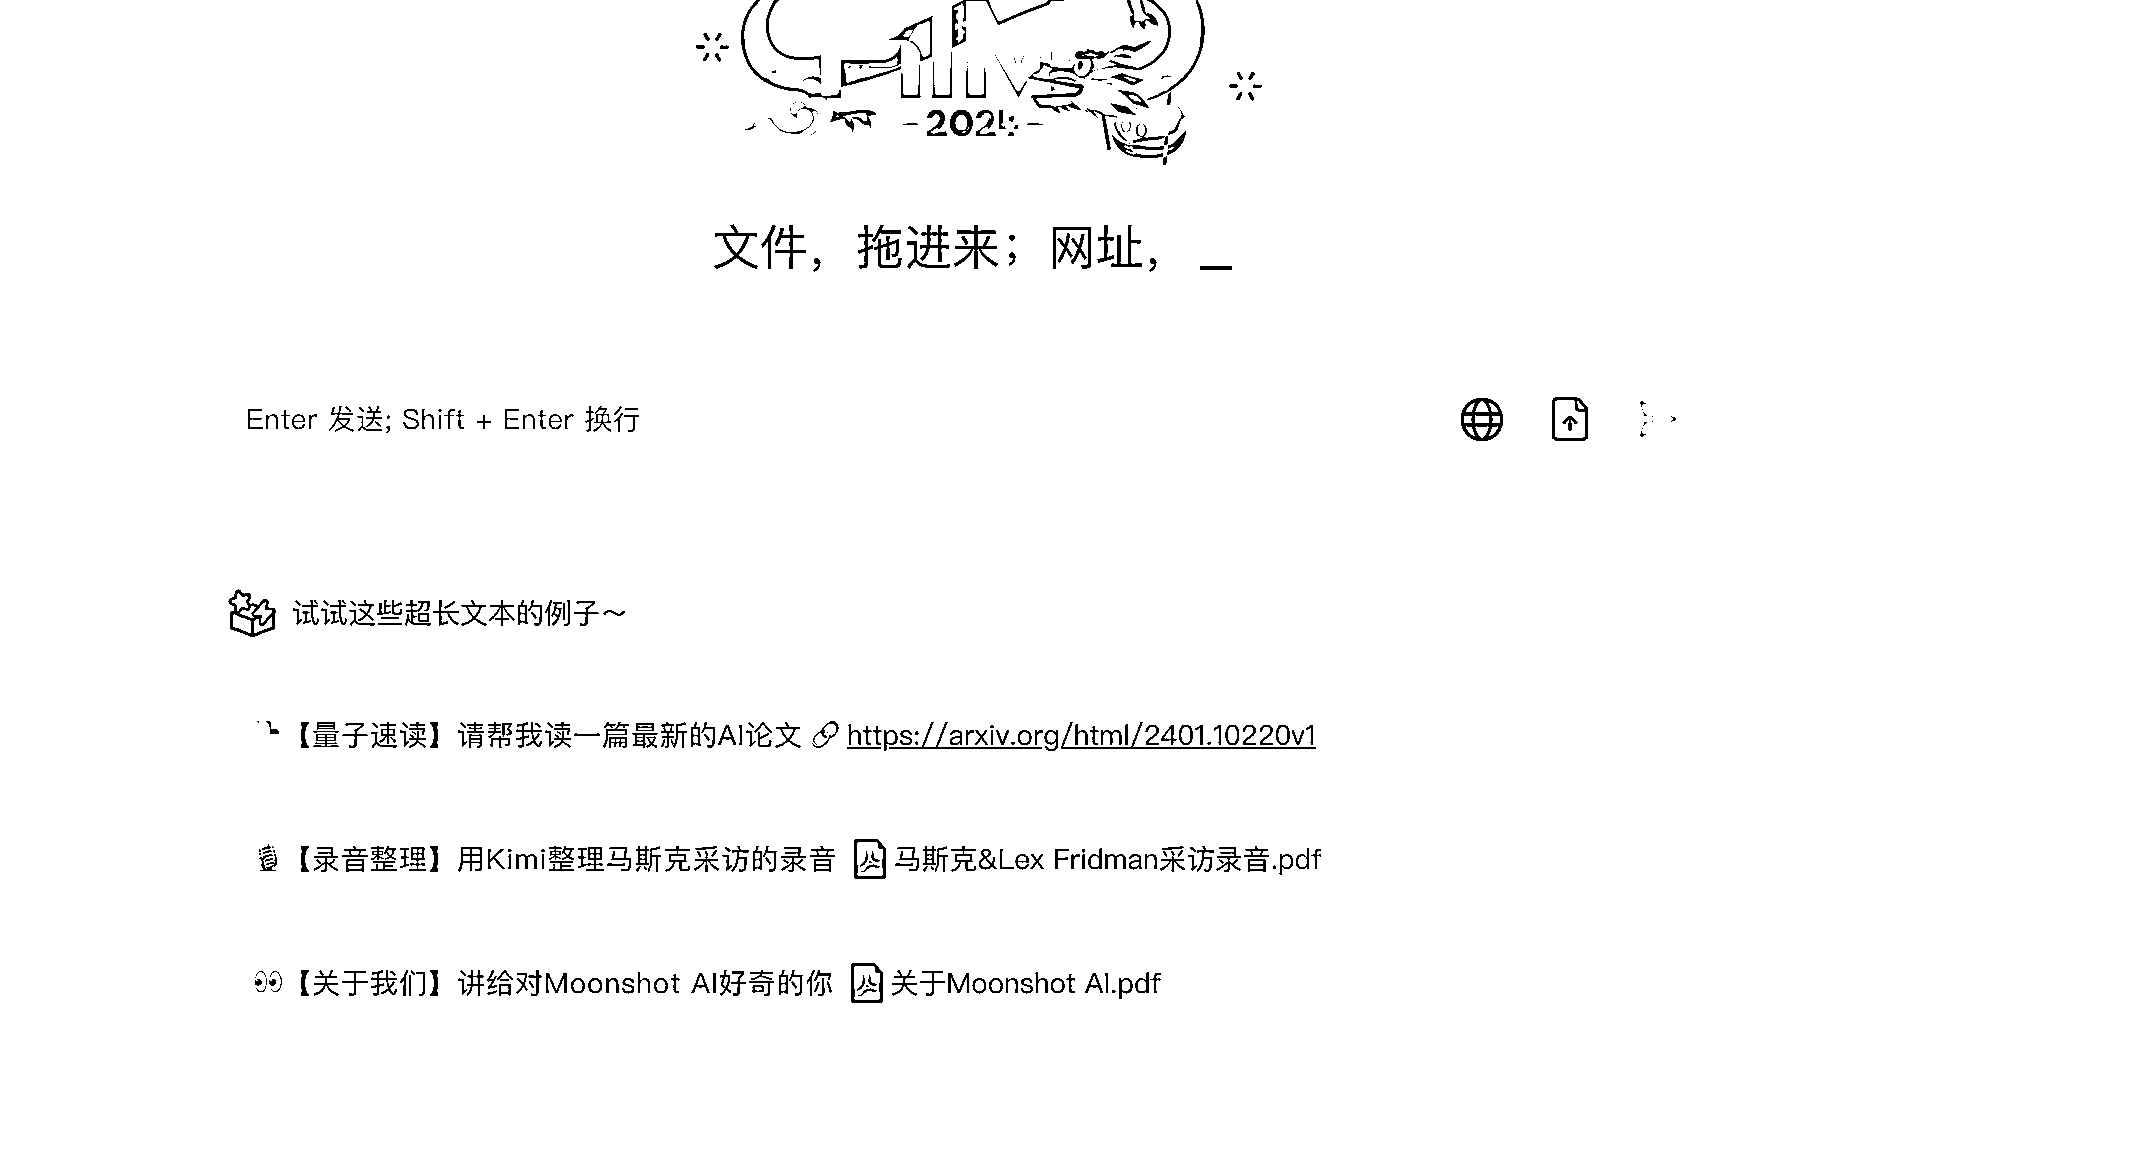 -2024-
文件，拖进来；网址，_
Enter 发送; Shift + Enter 换行
试试这些超长文本的例子～
【量子速读】请帮我读一篇最新的AI论文 https://arxiv.org/html/2401.10220v1
【录音整理】用Kimi整理马斯克采访的录音 马斯克&Lex Fridman采访录音.pdf
【关于我们】讲给对Moonshot AI好奇的你 关于Moonshot AI.pdf